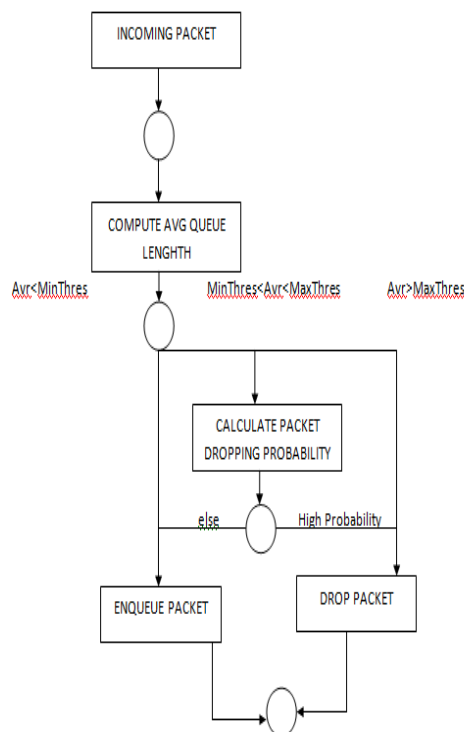 INCOMING PACKET
COMPUTE AVG QUEUE
LENGHTH
Avr<MinThres
MinThres<Avr<MaxThres
Avr>MaxThres
CALCULATE PACKET
DROPPING PROBABILITY
else
High Probability
ENQUEUE PACKET
DROP PACKET